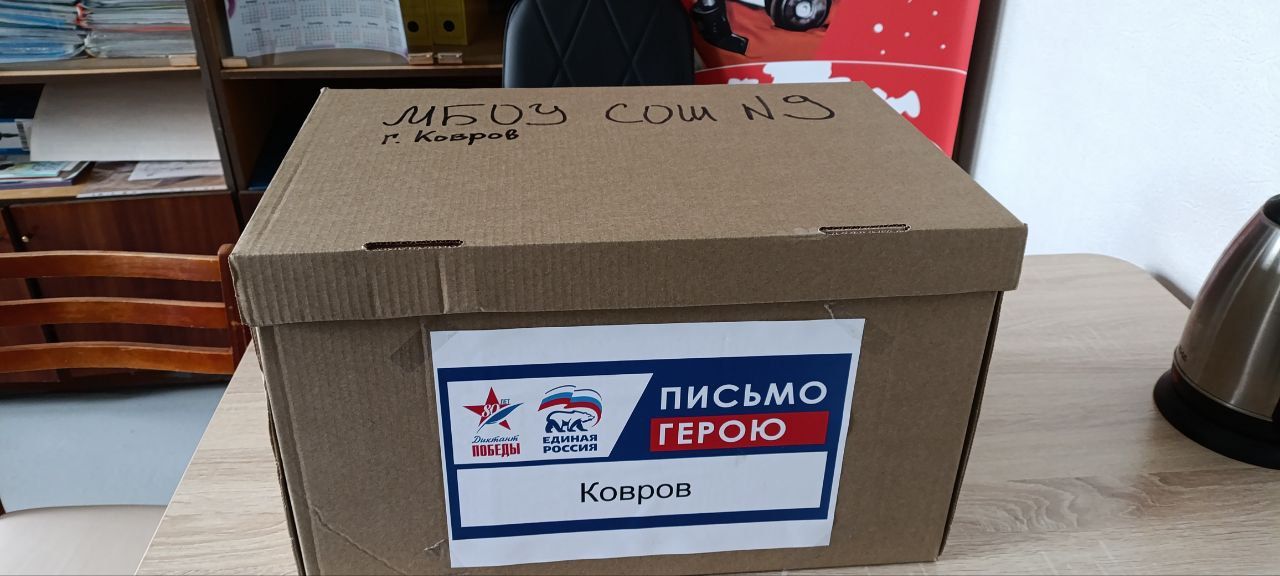 МБОУ СОШ N9
г. Ковров
80 ЛЕТ
Диктант
ПОБЕДЫ
ЕДИНАЯ
РОССИЯ
ПИСЬМО
ГЕРОЮ
Ковров